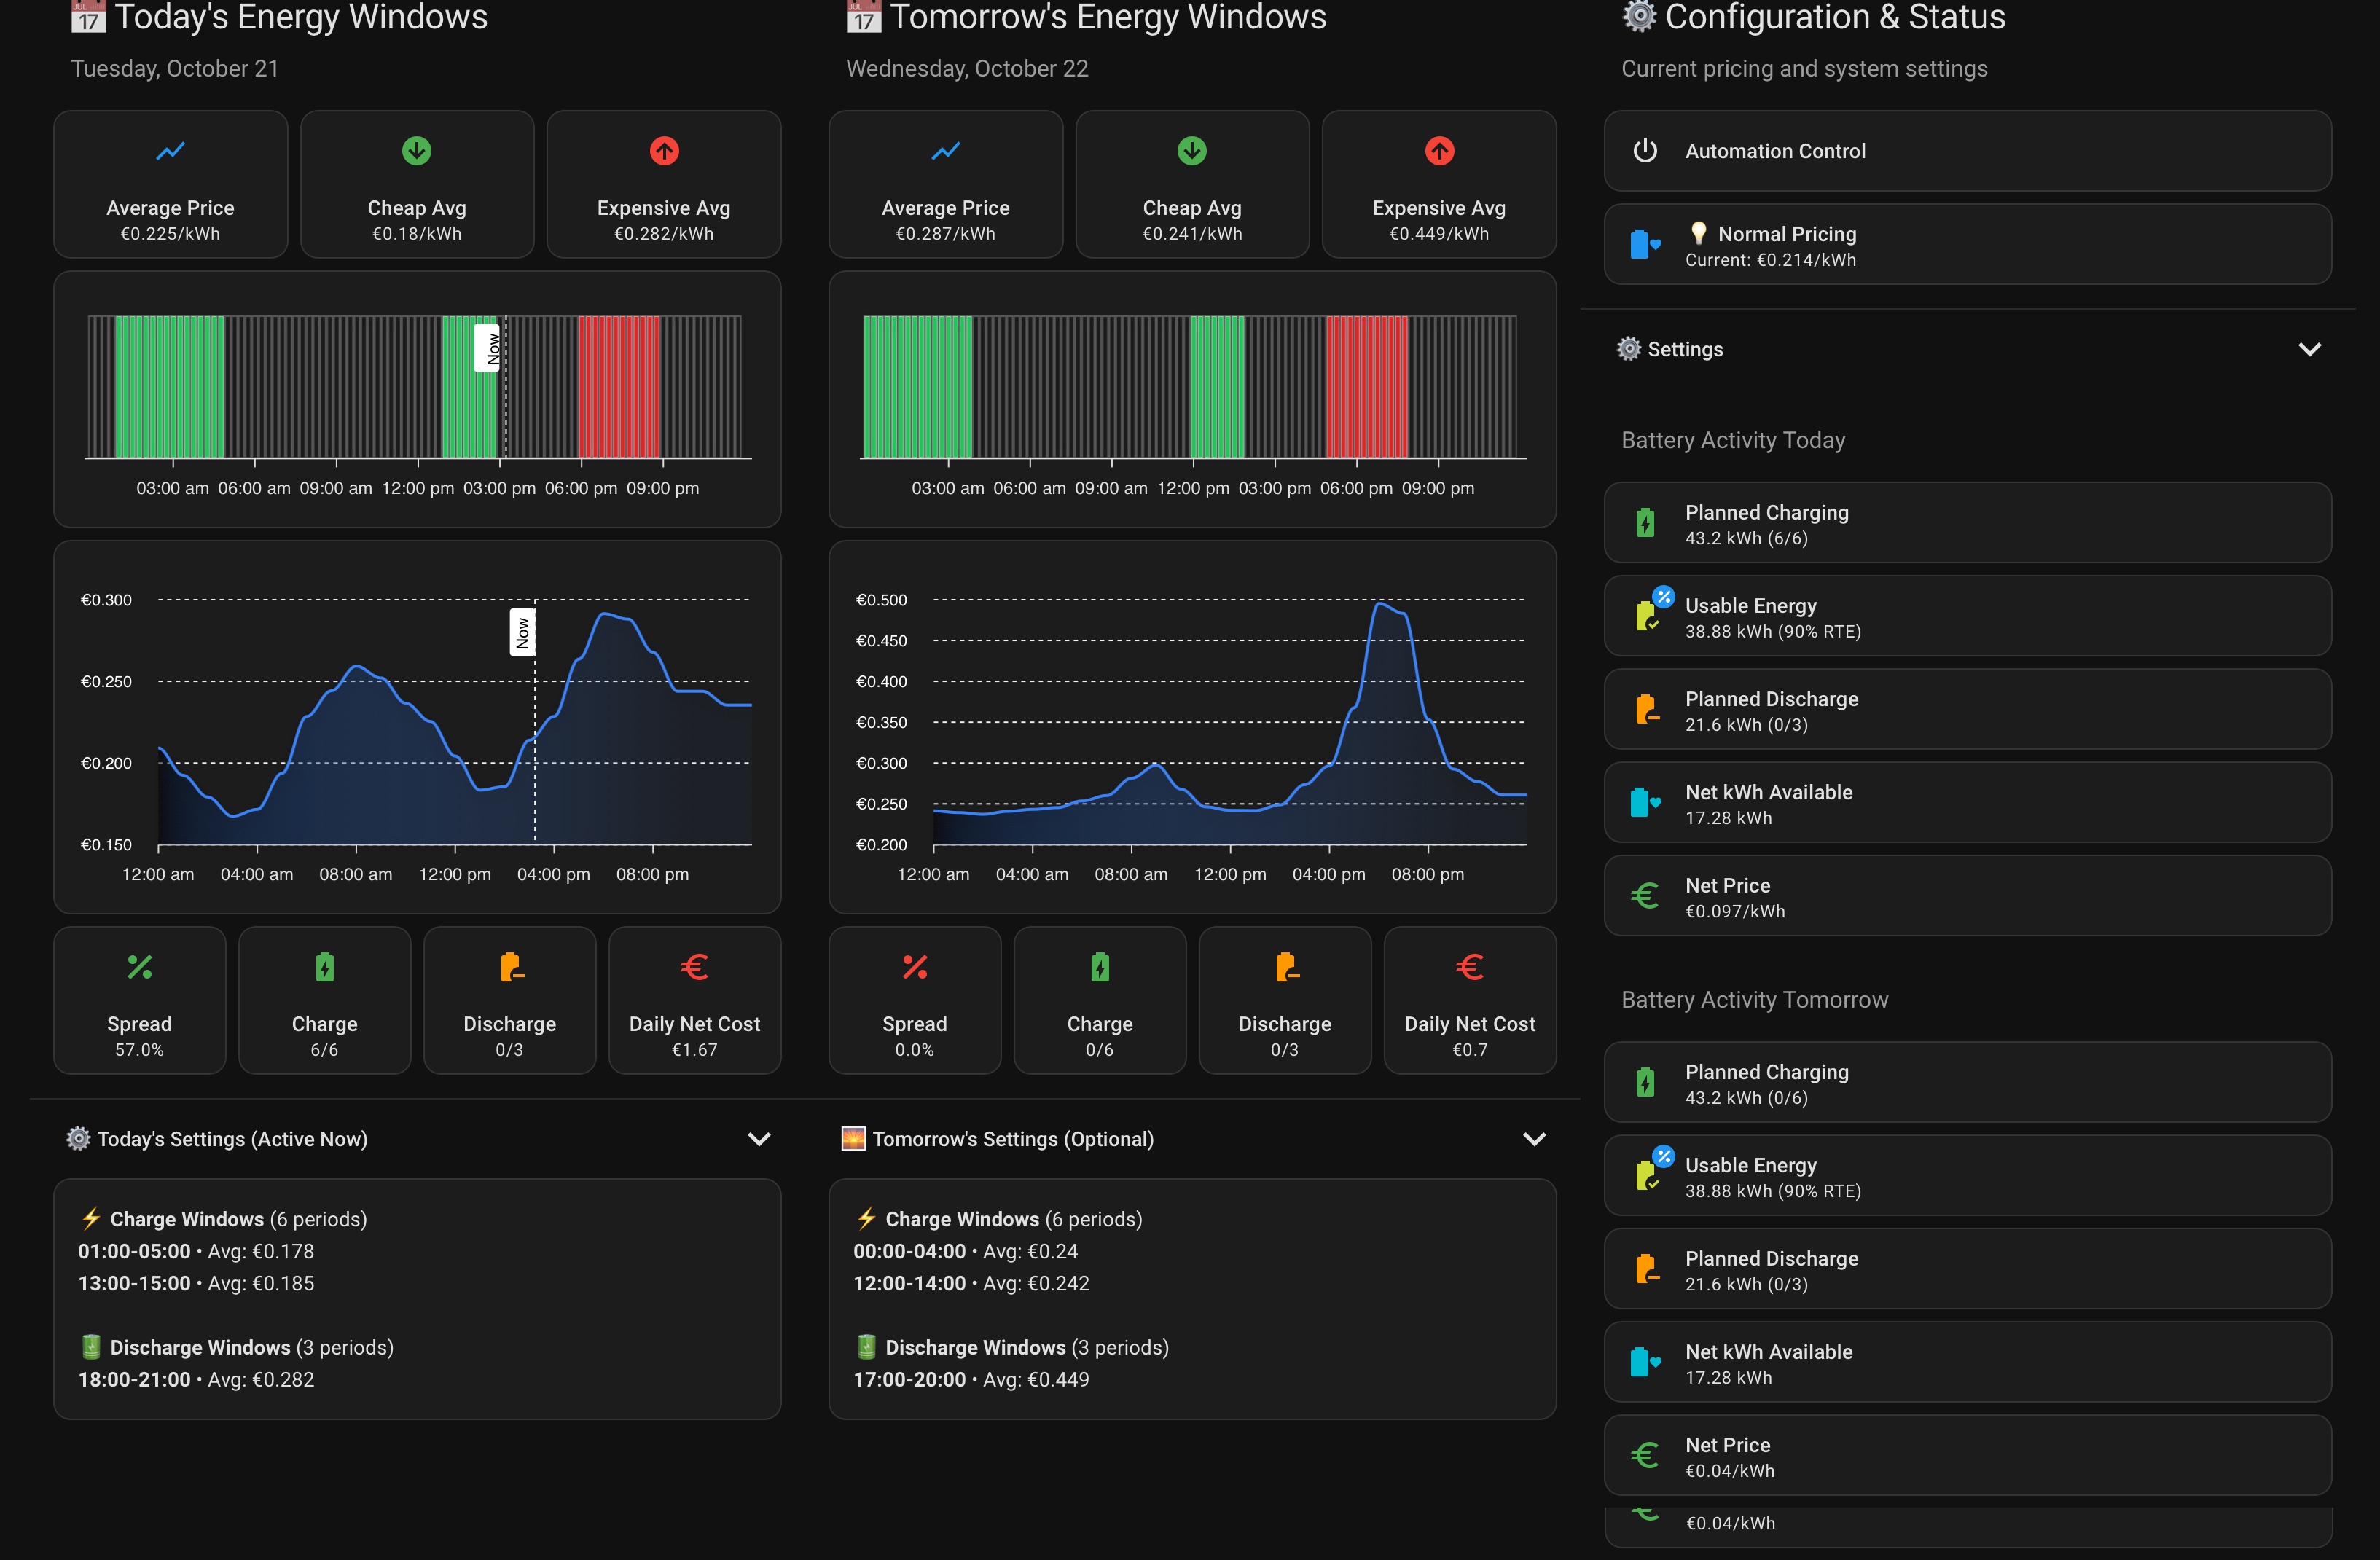 JUL
17
Today's Energy Windows
Tuesday, October 21
Average Price
€0.225/kWh
Cheap Avg
€0.18/kWh
Expensive Avg
€0.282/kWh
Now
03:00 am 06:00 am 09:00 am 12:00 pm 03:00 pm 06:00 pm 09:00 pm
€0.300
€0.250
€0.200
€0.150
Now
12:00 am 04:00 am 08:00 am 12:00 pm 04:00 pm 08:00 pm
Spread
57.0%
Charge
6/6
Discharge
0/3
Daily Net Cost
€1.67
Today's Settings (Active Now)
Charge Windows (6 periods)
01:00-05:00 • Avg: €0.178
13:00-15:00 • Avg: €0.185
Discharge Windows (3 periods)
18:00-21:00 • Avg: €0.282
JUL
17
Tomorrow's Energy Windows
Wednesday, October 22
Average Price
€0.287/kWh
Cheap Avg
€0.241/kWh
Expensive Avg
€0.449/kWh
03:00 am 06:00 am 09:00 am 12:00 pm 03:00 pm 06:00 pm 09:00 pm
€0.500
€0.450
€0.400
€0.350
€0.300
€0.250
€0.200
12:00 am 04:00 am 08:00 am 12:00 pm 04:00 pm 08:00 pm
Spread
0.0%
Charge
0/6
Discharge
0/3
Daily Net Cost
€0.7
Tomorrow's Settings (Optional)
Charge Windows (6 periods)
00:00-04:00 • Avg: €0.24
12:00-14:00 • Avg: €0.242
Discharge Windows (3 periods)
17:00-20:00 • Avg: €0.449
Configuration & Status
Current pricing and system settings
Automation Control
Normal Pricing
Current: €0.214/kWh
Settings
Battery Activity Today
Planned Charging
43.2 kWh (6/6)
Usable Energy
38.88 kWh (90% RTE)
Planned Discharge
21.6 kWh (0/3)
Net kWh Available
17.28 kWh
Net Price
€0.097/kWh
Battery Activity Tomorrow
Planned Charging
43.2 kWh (0/6)
Usable Energy
38.88 kWh (90% RTE)
Planned Discharge
21.6 kWh (0/3)
Net kWh Available
17.28 kWh
Net Price
€0.04/kWh
€0.04/kWh